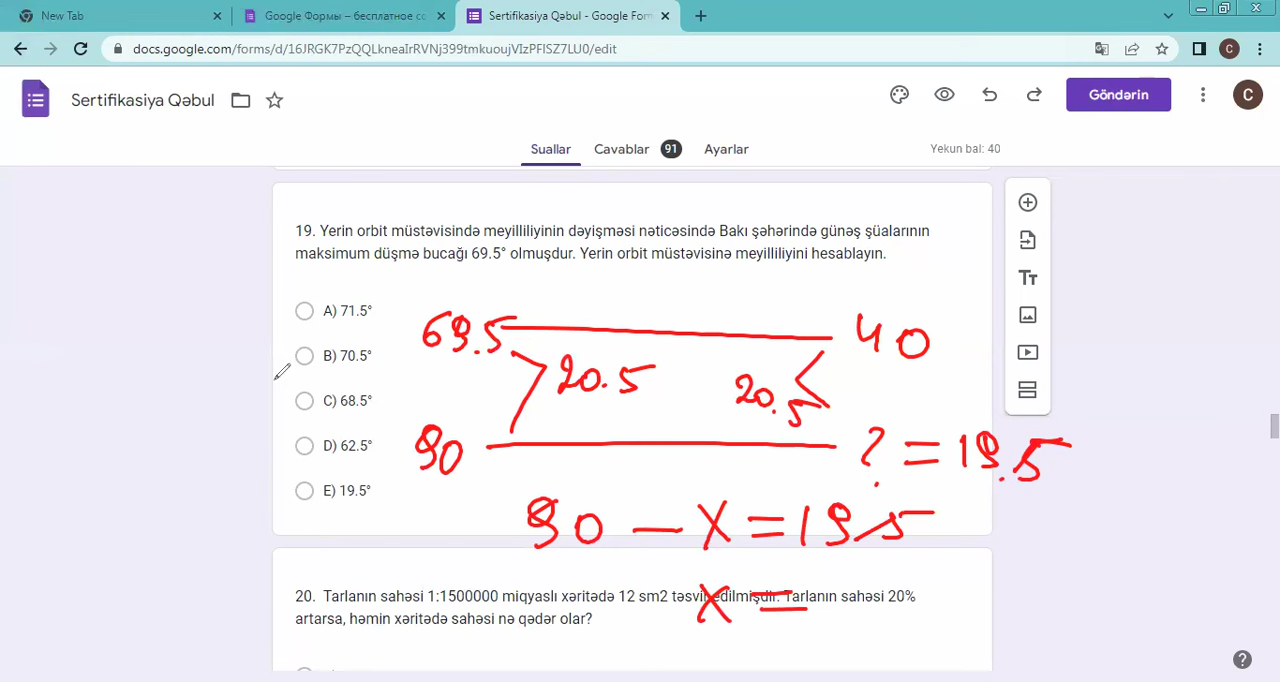 New Tab
Google Формы – бесплатное со
Sertifikasiya Qəbul - Google Form
docs.google.com/forms/d/16JRGK7PzQQLkneaIrRVNj399tmkuoujVIzPFISZ7LU0/edit
C
Sertifikasiya Qəbul
Göndərin
C
Suallar
Cavablar 91
Ayarlar
Yekun bal: 40
19. Yerin orbit müstəvisində meyilliliyinin dəyişməsi nəticəsində Bakı şəhərində günəş şüalarının
maksimum düşmə bucağı 69.5° olmuşdur. Yerin orbit müstəvisinə meyilliliyini hesablayın.
A) 71.5°
B) 70.5°
C) 68.5°
D) 62.5°
E) 19.5°
69.5 40
20.5 20.5
90 ? = 19.5
90 – X = 19.5
X =
20. Tarlanın sahəsi 1:1500000 miqyaslı xəritədə 12 sm2 təsvir edilmişdir. Tarlanın sahəsi 20%
artarsa, həmin xəritədə sahəsi nə qədər olar?